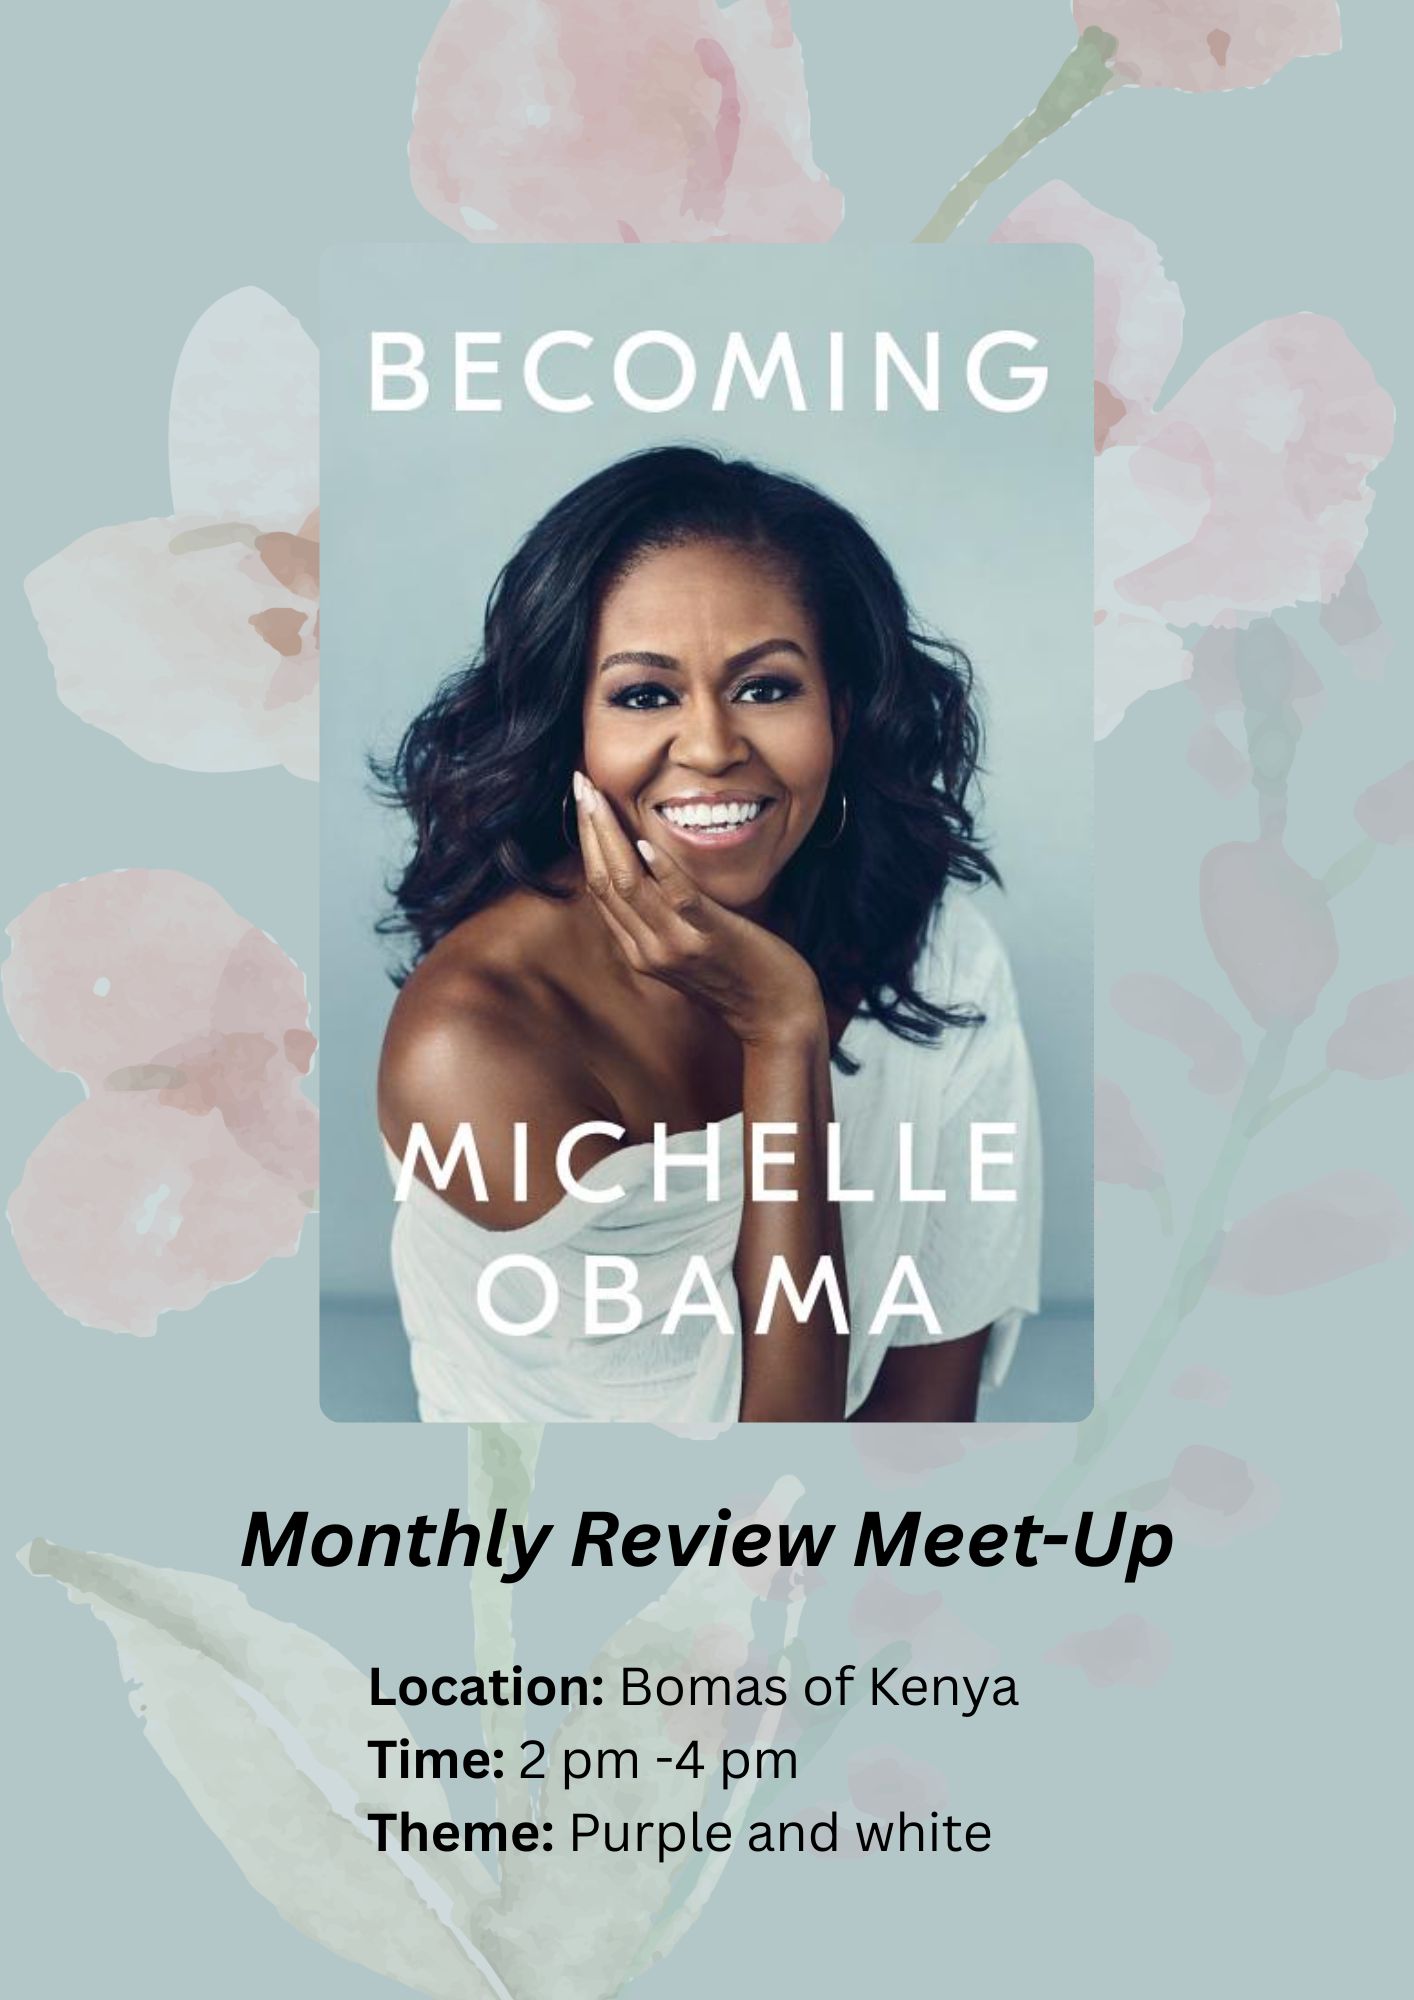 BECOMING
MICHELLE
OBAMA
Monthly Review Meet-Up
Location: Bomas of Kenya
Time: 2 pm -4 pm
Theme: Purple and white